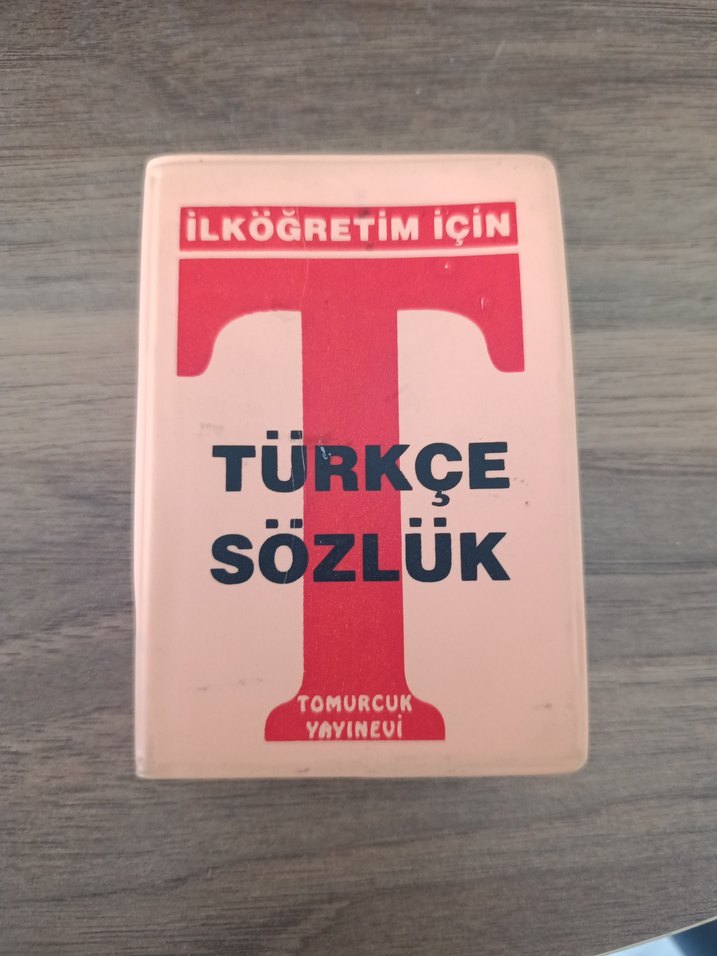 İLKÖĞRETİM İÇİN
T
TÜRKÇE
SÖZLÜK
TOMURCUK
YAYINEVİ